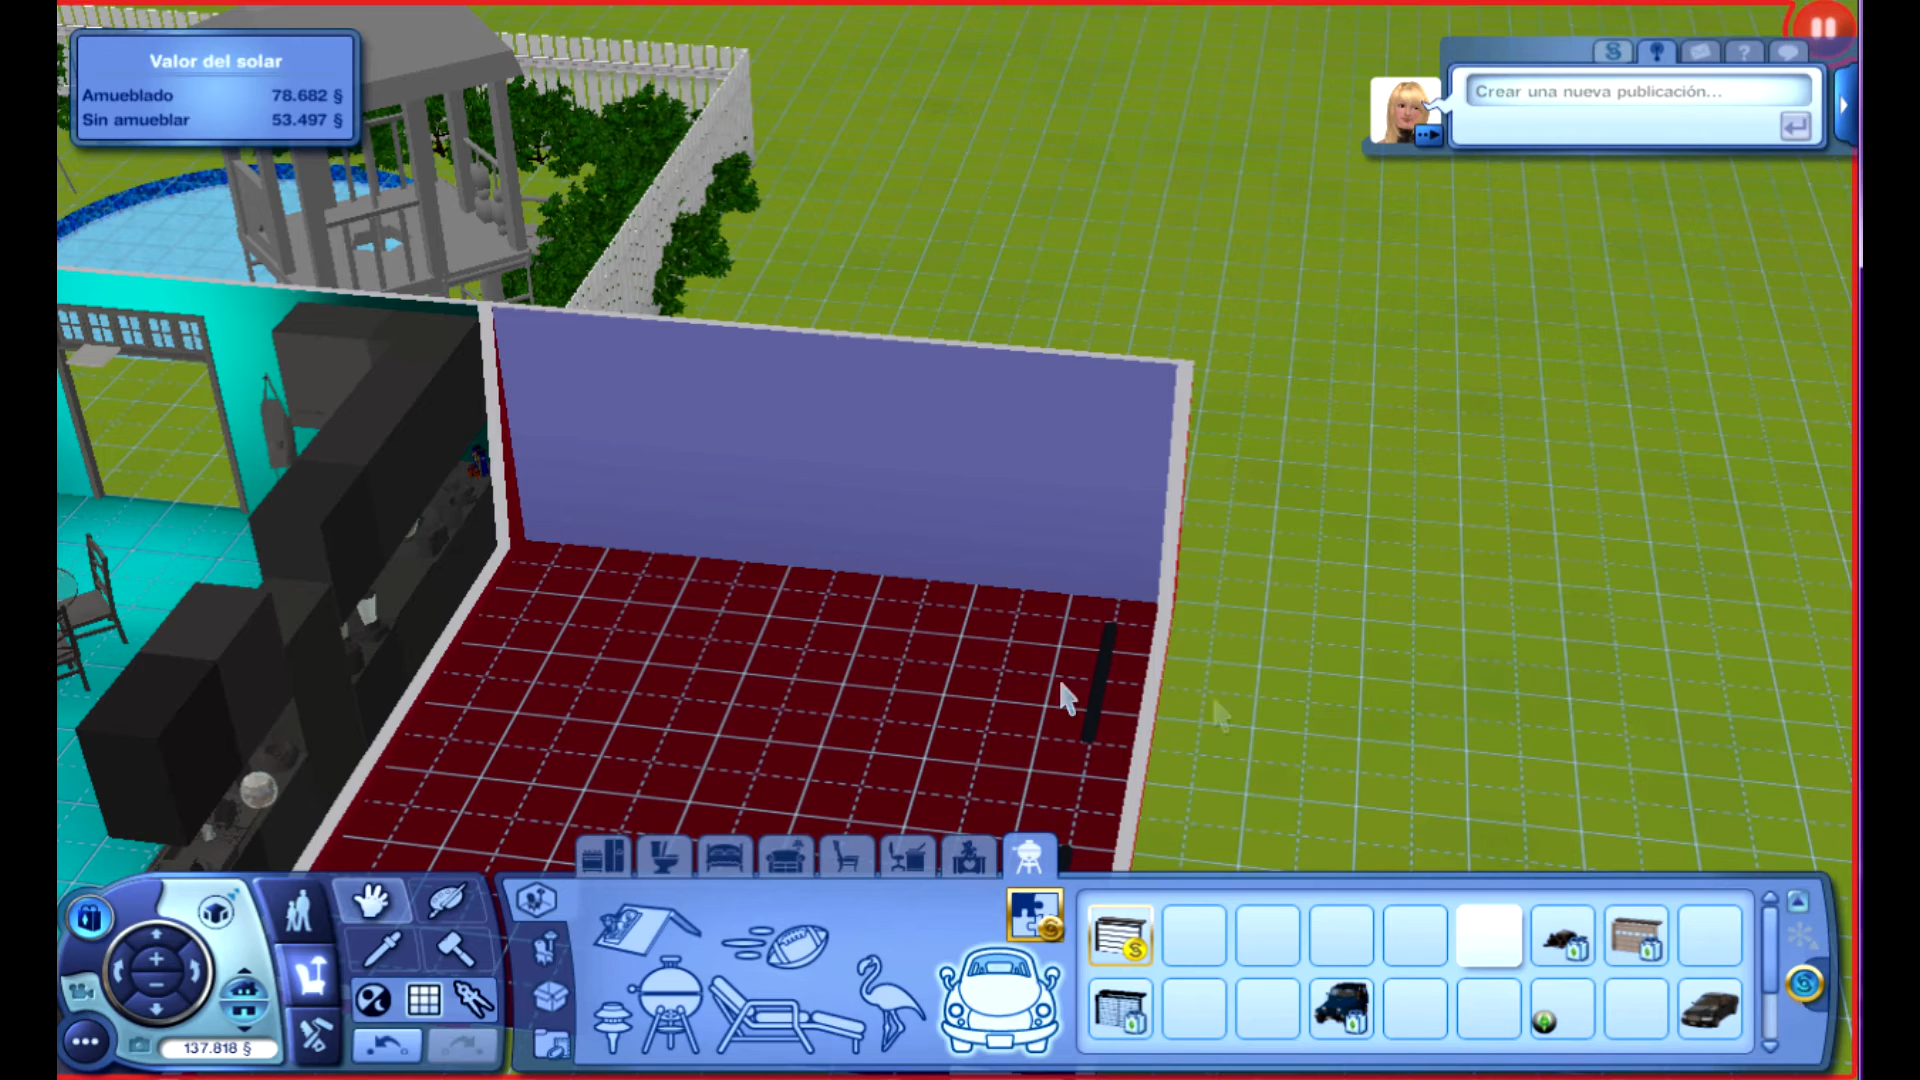 Valor del solar
Amueblado 78.682 §
Sin amueblar 53.497 §
Crear una nueva publicación...
137.818 §